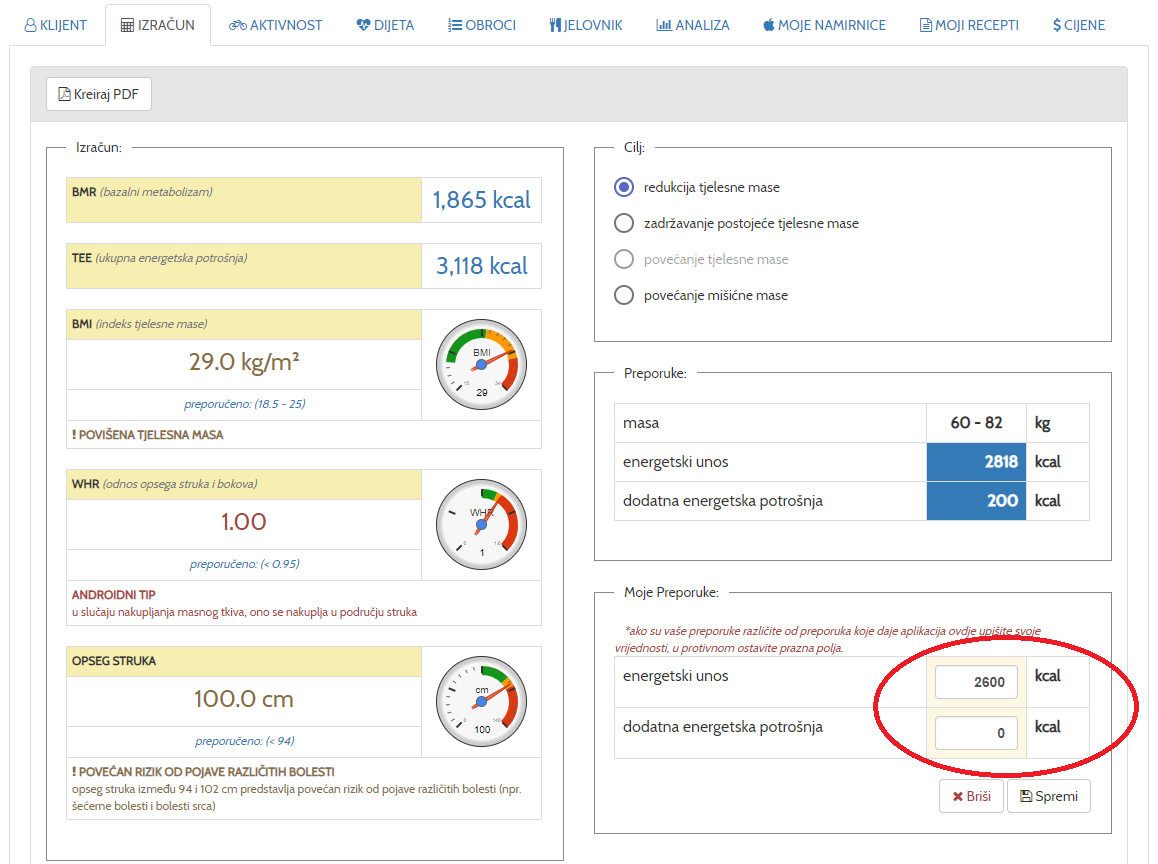 KLIJENT IZRAČUN AKTIVNOST DIJETA OBROCI JELOVNIK ANALIZA MOJE NAMIRNICE MOJI RECEPTI CIJENE
Kreiraj PDF
Izračun:
BMR (bazalni metabolizam)
1,865 kcal
TEE (ukupna energetska potrošnja)
3,118 kcal
BMI (indeks tjelesne mase)
29.0 kg/m²
preporučeno: (18.5 - 25)
BMI
29
! POVIŠENA TJELESNA MASA
WHR (odnos opsega struka i bokova)
1.00
preporučeno: (< 0.95)
WHR
1
ANDROIDNI TIP
u slučaju nakupljanja masnog tkiva, ono se nakuplja u području struka
OPSEG STRUKA
100.0 cm
preporučeno: (< 94)
cm
100
! POVEĆAN RIZIK OD POJAVE RAZLIČITIH BOLESTI
opseg struka između 94 i 102 cm predstavlja povećan rizik od pojave različitih bolesti (npr.
šećerne bolesti i bolesti srca)
Cilj:
redukcija tjelesne mase
zadržavanje postojeće tjelesne mase
povećanje tjelesne mase
povećanje mišićne mase
Preporuke:
masa 60 - 82 kg
energetski unos 2818 kcal
dodatna energetska potrošnja 200 kcal
Moje Preporuke:
*ako su vaše preporuke različite od preporuka koje daje aplikacija ovdje upišite svoje
vrijednosti, u protivnom ostavite prazna polja.
energetski unos 2600 kcal
dodatna energetska potrošnja 0 kcal
Briši Spremi